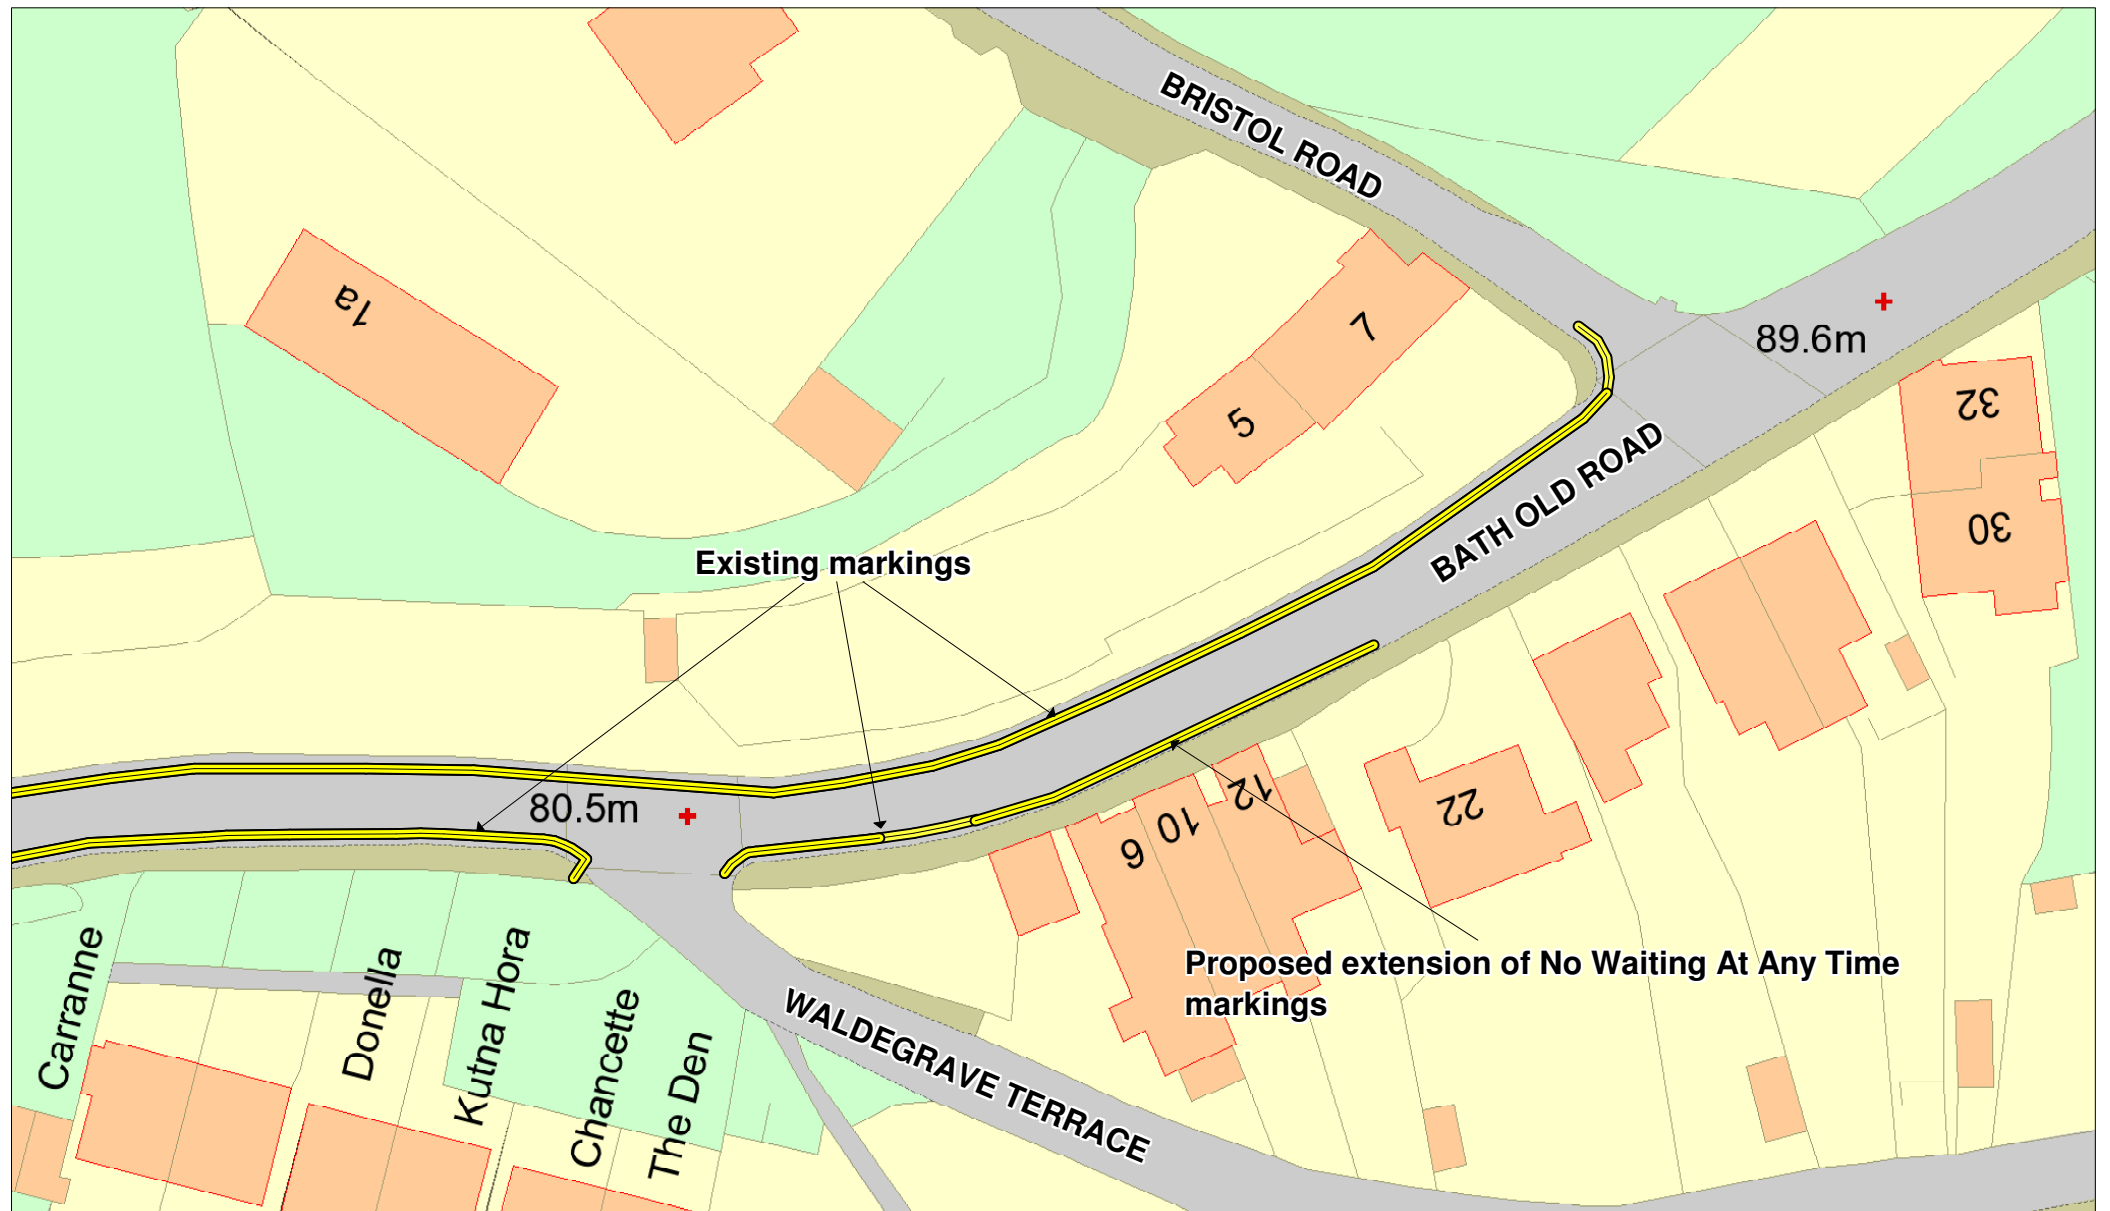 BRISTOL ROAD
1a
7
89.6m
5
32
BATH OLD ROAD
30
Existing markings
80.5m
12
10
6
22
Carranne
Donella
Kutna Hora
Chancette
The Den
Proposed extension of No Waiting At Any Time
markings
WALDEGRAVE TERRACE